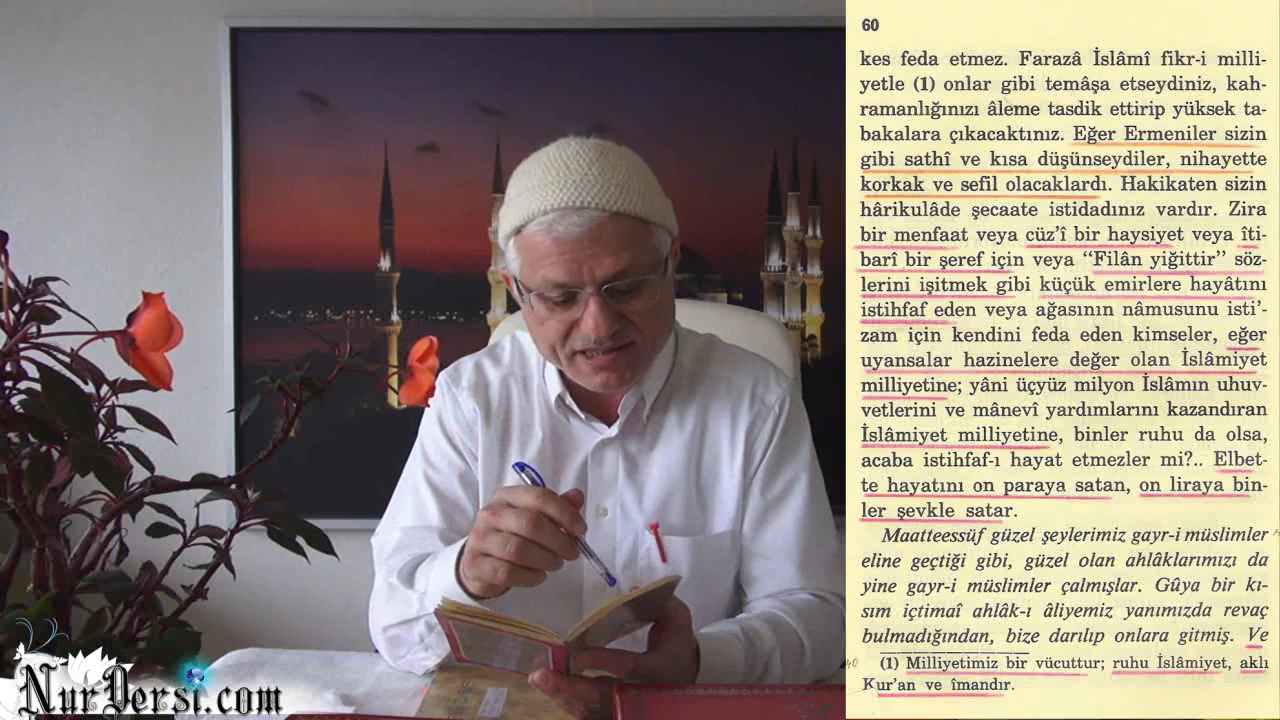 60
kes feda etmez. Farazâ İslâmî fikr-i milli-
yetle (1) onlar gibi temâşa etseydiniz, kah-
ramanlığınızı âleme tasdik ettirip yüksek ta-
bakalara çıkacaktınız. Eğer Ermeniler sizin
gibi sathî ve kısa düşünseydiler, nihayette
korkak ve sefil olacaklardı. Hakikaten sizin
hârikulâde şecaate istidadınız vardır. Zira
bir menfaat veya cüz'î bir haysiyet veya îti-
barî bir şeref için veya “Filân yiğittir” söz-
lerini işitmek gibi küçük emirlere hayâtını
istihfaf eden veya ağasının nâmusunu isti'-
zam için kendini feda eden kimseler, eğer
uyansalar hazinelere değer olan İslâmiyet
milliyetine; yâni üçyüz milyon İslâmın uhuv-
vetlerini ve mânevî yardımlarını kazandıran
İslâmiyet milliyetine, binler ruhu da olsa,
acaba istihfaf-ı hayat etmezler mi?.. Elbet-
te hayatını on paraya satan, on liraya bin-
ler şevkle satar.
Maatteessüf güzel şeylerimiz gayr-i müslimler
eline geçtiği gibi, güzel olan ahlâklarımızı da
yine gayr-i müslimler çalmışlar. Gûya bir kı-
sım içtimaî ahlâk-ı âliyemiz yanımızda revaç
bulmadığından, bize darılıp onlara gitmiş. Ve
(1) Milliyetimiz bir vücuttur; ruhu İslâmiyet, aklı
Kur'an ve îmandır.
NurDersi.com